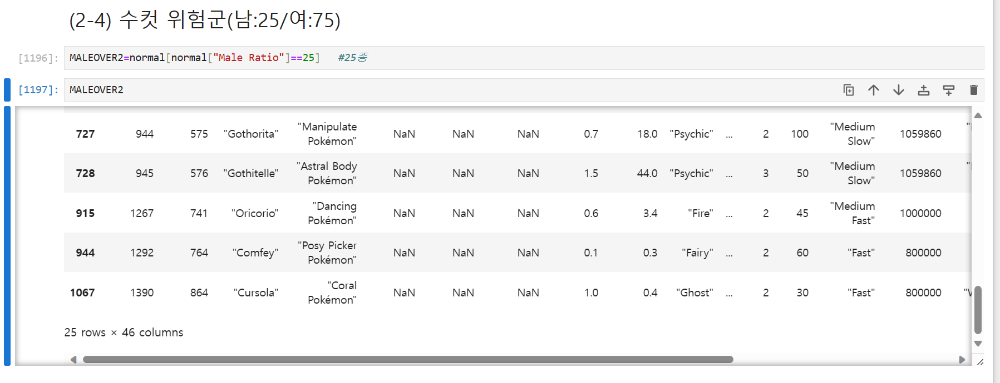 (2-4) 수컷 위험군(남:25/여:75)
[1196]: MALEOVER2=normal[normal["Male Ratio"]==25] #25종
[1197]: MALEOVER2
727 944 575 "Gothorita" "Manipulate Pokémon" NaN NaN NaN 0.7 18.0 "Psychic" ... 2 100 "Medium Slow" 1059860
728 945 576 "Gothitelle" "Astral Body Pokémon" NaN NaN NaN 1.5 44.0 "Psychic" ... 3 50 "Medium Slow" 1059860
915 1267 741 "Oricorio" "Dancing Pokémon" NaN NaN NaN 0.6 3.4 "Fire" ... 2 45 "Medium Fast" 1000000
944 1292 764 "Comfey" "Posy Picker Pokémon" NaN NaN NaN 0.1 0.3 "Fairy" ... 2 60 "Fast" 800000
1067 1390 864 "Cursola" "Coral Pokémon" NaN NaN NaN 1.0 0.4 "Ghost" ... 2 30 "Fast" 800000
25 rows × 46 columns